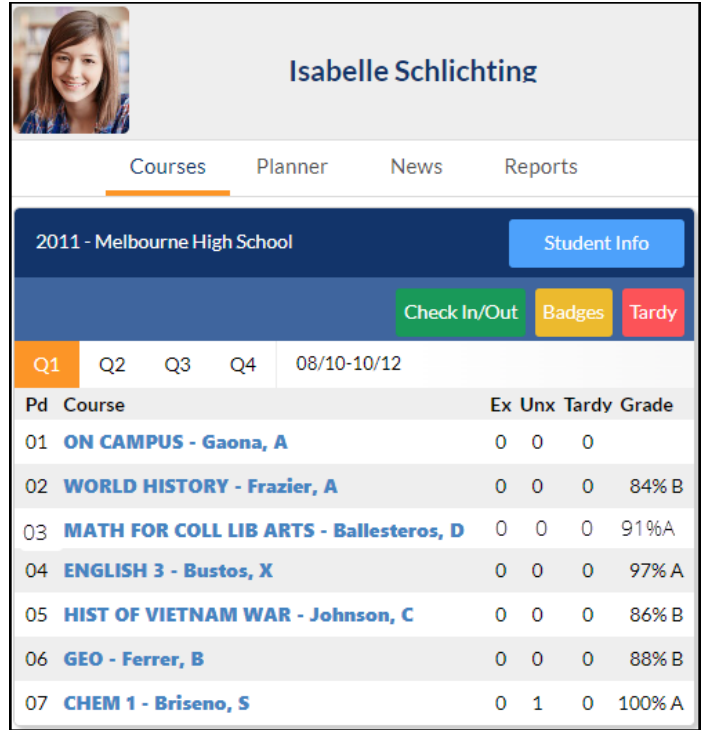 Isabelle Schlichting
Courses Planner News Reports
2011 - Melbourne High School Student Info
Check In/Out Badges Tardy
Q1 Q2 Q3 Q4 08/10-10/12
Pd Course Ex Unx Tardy Grade
01 ON CAMPUS - Gaona, A 0 0 0
02 WORLD HISTORY - Frazier, A 0 0 0 84% B
03 MATH FOR COLL LIB ARTS - Ballesteros, D 0 0 0 91%A
04 ENGLISH 3 - Bustos, X 0 0 0 97% A
05 HIST OF VIETNAM WAR - Johnson, C 0 0 0 86% B
06 GEO - Ferrer, B 0 0 0 88% B
07 CHEM 1 - Briseno, S 0 1 0 100% A